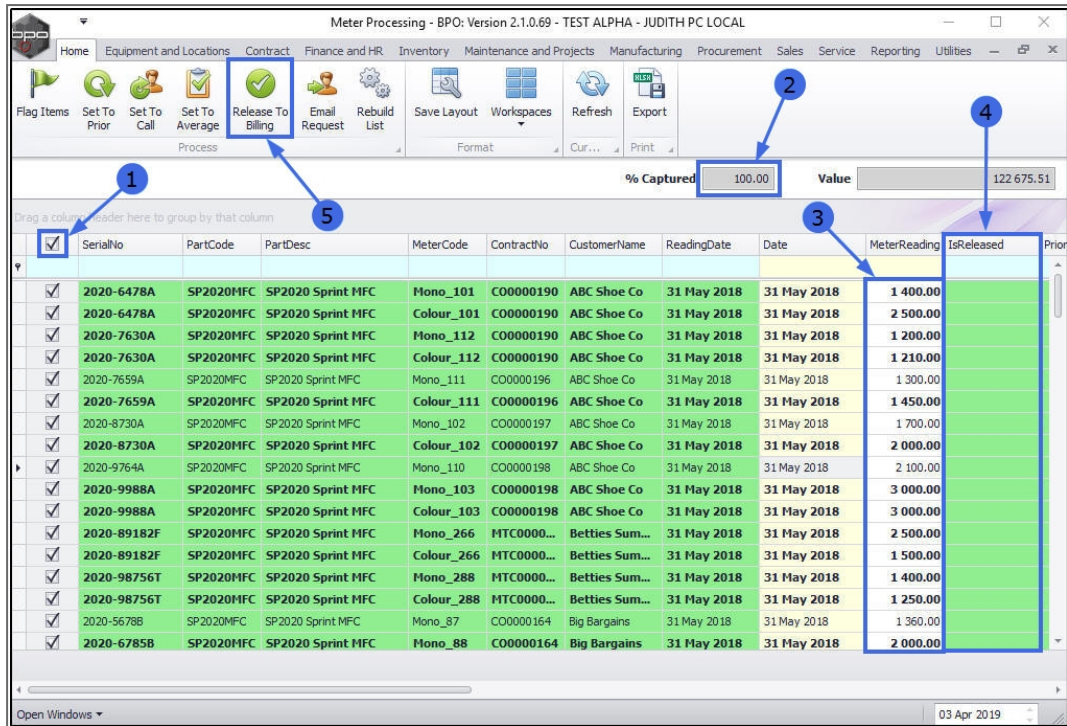 Meter Processing - BPO: Version 2.1.0.69 - TEST ALPHA - JUDITH PC LOCAL
bpo
Home Equipment and Locations Contract Finance and HR Inventory Maintenance and Projects Manufacturing Procurement Sales Service Reporting Utilities
XLSX
2
4
Flag Items Set To Prior Set To Call Set To Average Release To Billing Email Request Rebuild List Save Layout Workspaces Refresh Export
Process Format Cur... Print
1
% Captured 100.00 Value 122 675.51
Drag a column header here to group by that column
5
3
SerialNo PartCode PartDesc MeterCode ContractNo CustomerName ReadingDate Date MeterReading IsReleased Prior
2020-6478A SP2020MFC SP2020 Sprint MFC Mono_101 CO0000190 ABC Shoe Co 31 May 2018 31 May 2018 1 400.00
2020-6478A SP2020MFC SP2020 Sprint MFC Colour_101 CO0000190 ABC Shoe Co 31 May 2018 31 May 2018 2 500.00
2020-7630A SP2020MFC SP2020 Sprint MFC Mono_112 CO0000190 ABC Shoe Co 31 May 2018 31 May 2018 1 200.00
2020-7630A SP2020MFC SP2020 Sprint MFC Colour_112 CO0000190 ABC Shoe Co 31 May 2018 31 May 2018 1 210.00
2020-7659A SP2020MFC SP2020 Sprint MFC Mono_111 CO0000196 ABC Shoe Co 31 May 2018 31 May 2018 1 300.00
2020-7659A SP2020MFC SP2020 Sprint MFC Colour_111 CO0000196 ABC Shoe Co 31 May 2018 31 May 2018 1 450.00
2020-8730A SP2020MFC SP2020 Sprint MFC Mono_102 CO0000197 ABC Shoe Co 31 May 2018 31 May 2018 1 700.00
2020-8730A SP2020MFC SP2020 Sprint MFC Colour_102 CO0000197 ABC Shoe Co 31 May 2018 31 May 2018 2 000.00
2020-9764A SP2020MFC SP2020 Sprint MFC Mono_110 CO0000198 ABC Shoe Co 31 May 2018 31 May 2018 2 100.00
2020-9988A SP2020MFC SP2020 Sprint MFC Mono_103 CO0000198 ABC Shoe Co 31 May 2018 31 May 2018 3 000.00
2020-9988A SP2020MFC SP2020 Sprint MFC Colour_103 CO0000198 ABC Shoe Co 31 May 2018 31 May 2018 3 000.00
2020-89182F SP2020MFC SP2020 Sprint MFC Mono_266 MTC0000... Betties Sum... 31 May 2018 31 May 2018 2 500.00
2020-89182F SP2020MFC SP2020 Sprint MFC Colour_266 MTC0000... Betties Sum... 31 May 2018 31 May 2018 1 500.00
2020-98756T SP2020MFC SP2020 Sprint MFC Mono_288 MTC0000... Betties Sum... 31 May 2018 31 May 2018 1 400.00
2020-98756T SP2020MFC SP2020 Sprint MFC Colour_288 MTC0000... Betties Sum... 31 May 2018 31 May 2018 1 250.00
2020-5678B SP2020MFC SP2020 Sprint MFC Mono_87 CO0000164 Big Bargains 31 May 2018 31 May 2018 1 360.00
2020-6785B SP2020MFC SP2020 Sprint MFC Mono_88 CO0000164 Big Bargains 31 May 2018 31 May 2018 2 000.00
Open Windows 03 Apr 2019